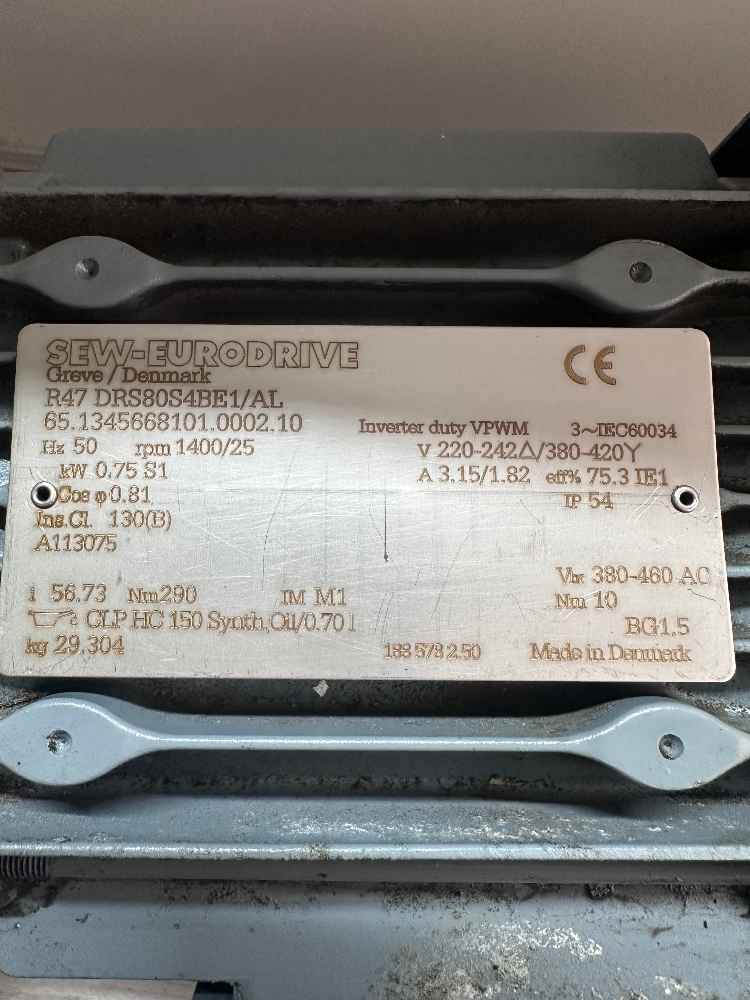 SEW-EURODRIVE
CE
Greve/Denmark
R47 DRS80S4BE1/AL
65.1345668101.0002.10
Inverter duty VPWM 3~IEC60034
Hz 50 rpm 1400/25 V 220-242△/380-420Y
kW 0.75 S1 A 3.15/1.82 eff% 75.3 IE1
Cos φ 0.81 IP 54
Ins.Cl. 130(B)
A113075
i 56.73 Nm 290 IM M1 Vbr 380-460 AC
Nm 10
CLP HC 150 Synth,Oil/0.70 l BG1.5
kg 29.304 188 578 2.50 Made in Denmark